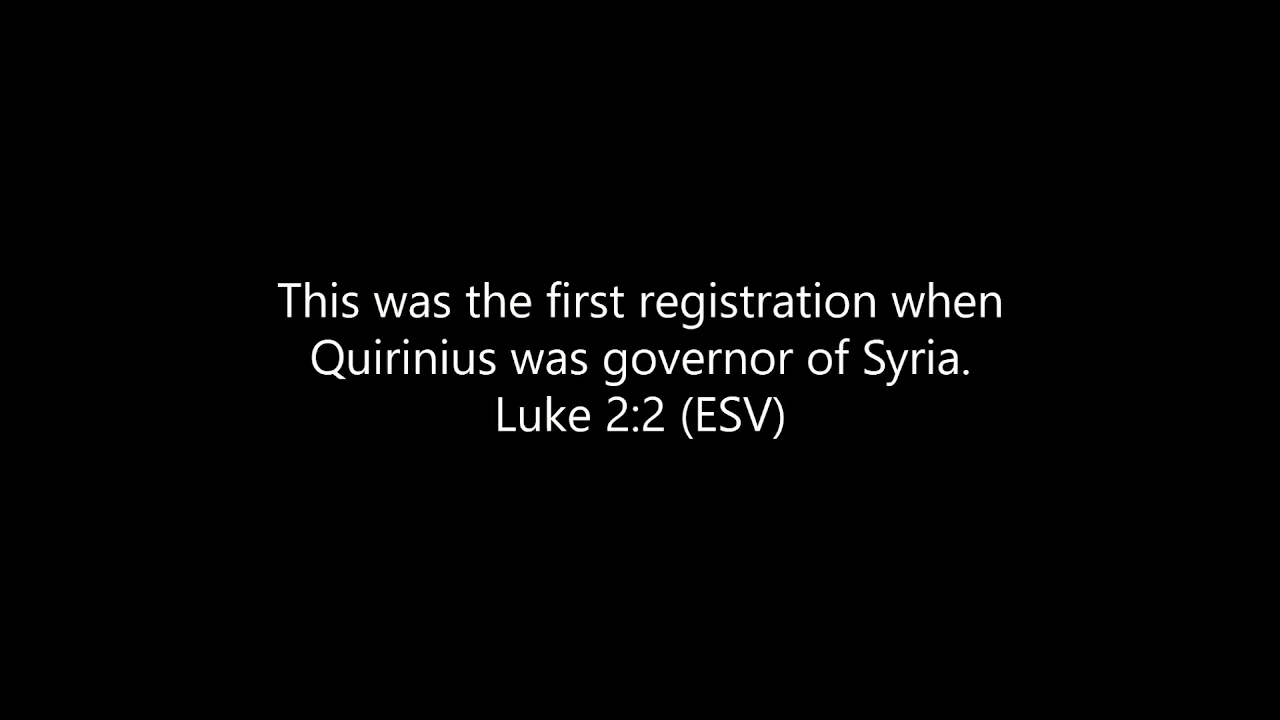 This was the first registration when
Quirinius was governor of Syria.
Luke 2:2 (ESV)